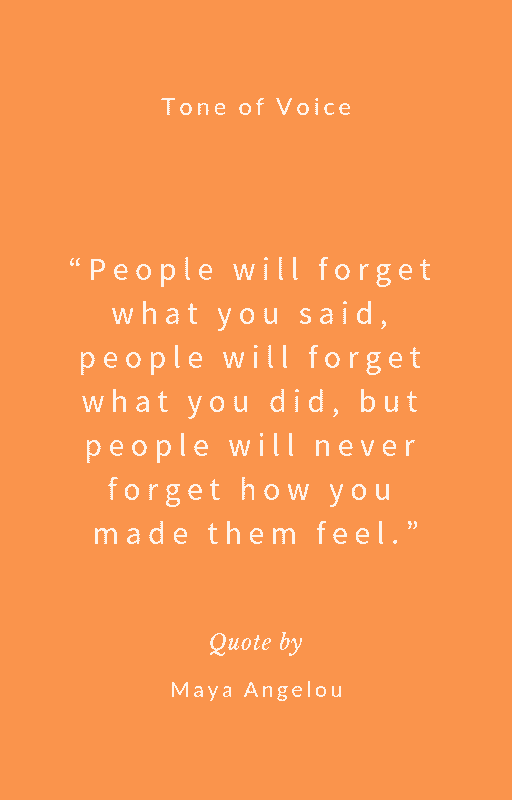 Tone of Voice
“People will forget
what you said,
people will forget
what you did, but
people will never
forget how you
made them feel.”
Quote by
Maya Angelou